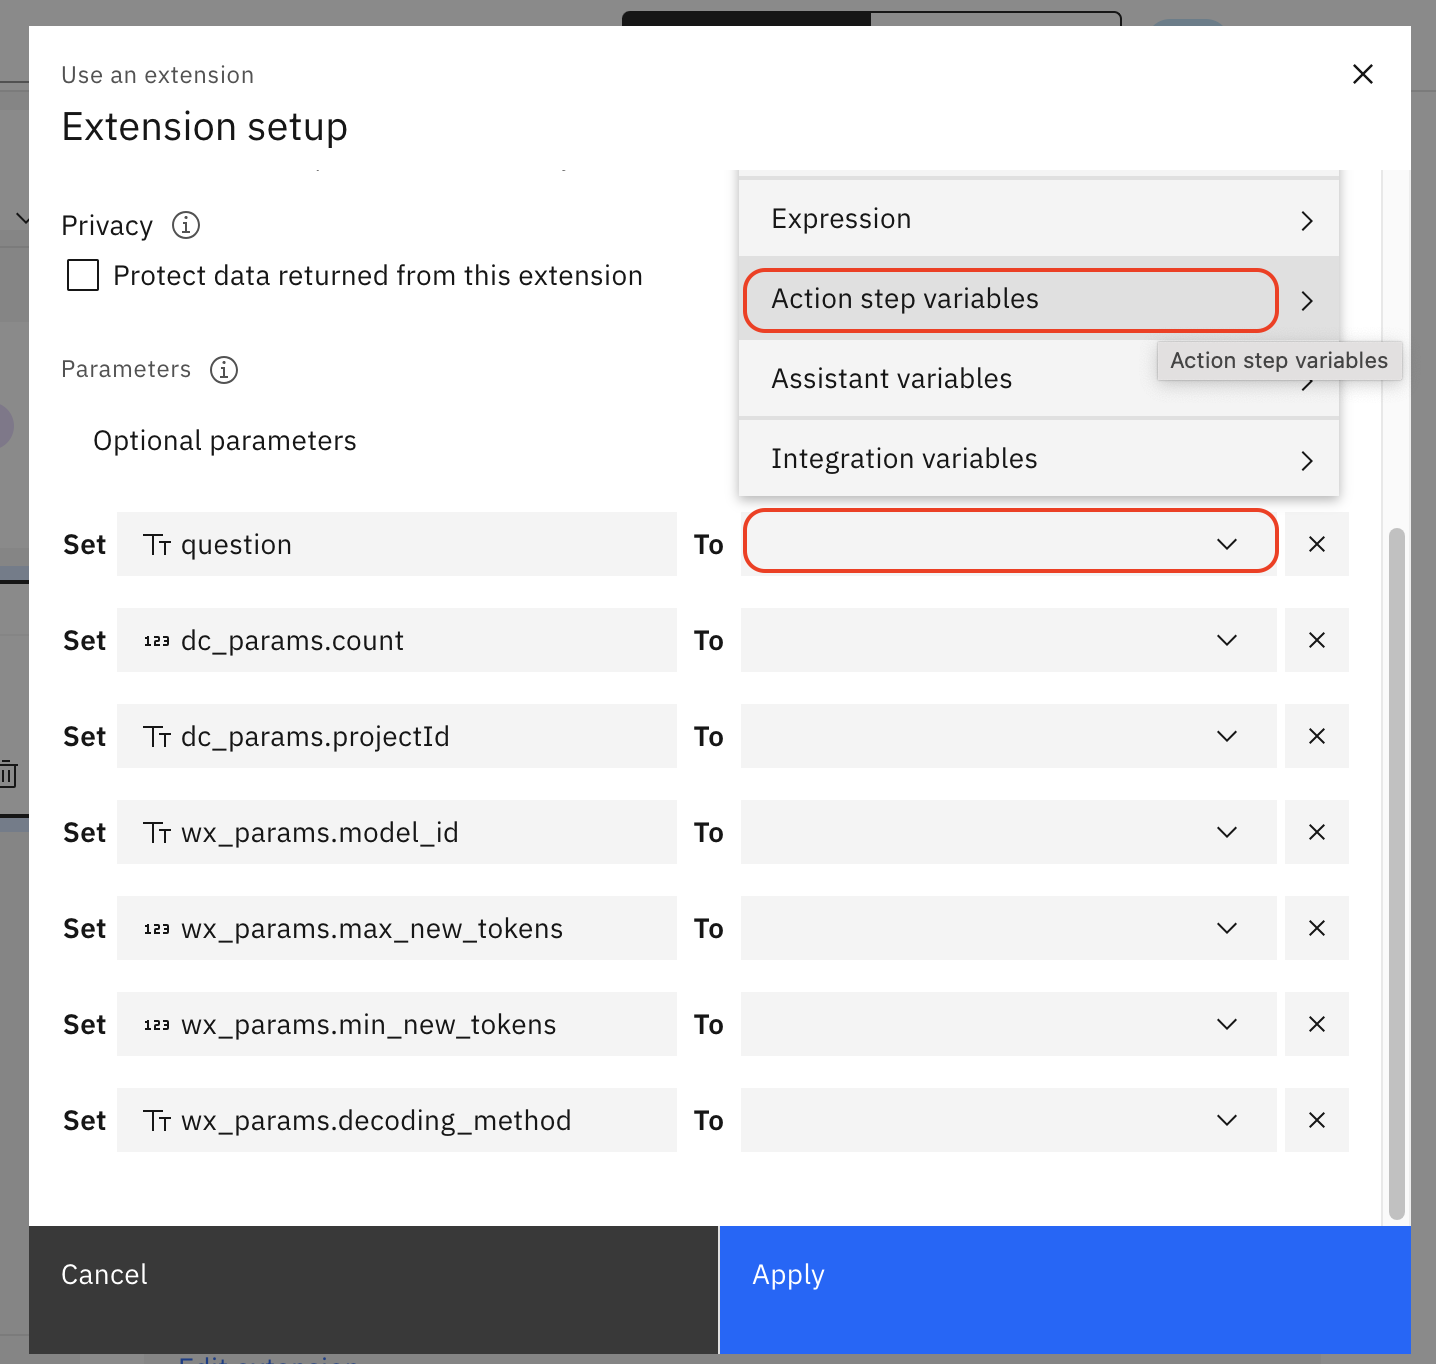 Use an extension
Extension setup
Privacy
Protect data returned from this extension
Parameters
Optional parameters
Expression
Action step variables
Action step variables
Assistant variables
Integration variables
Set Tт question To
Set 123 dc_params.count To
Set Tт dc_params.projectId To
Set Tт wx_params.model_id To
Set 123 wx_params.max_new_tokens To
Set 123 wx_params.min_new_tokens To
Set Tт wx_params.decoding_method To
Cancel
Apply
Edit extension